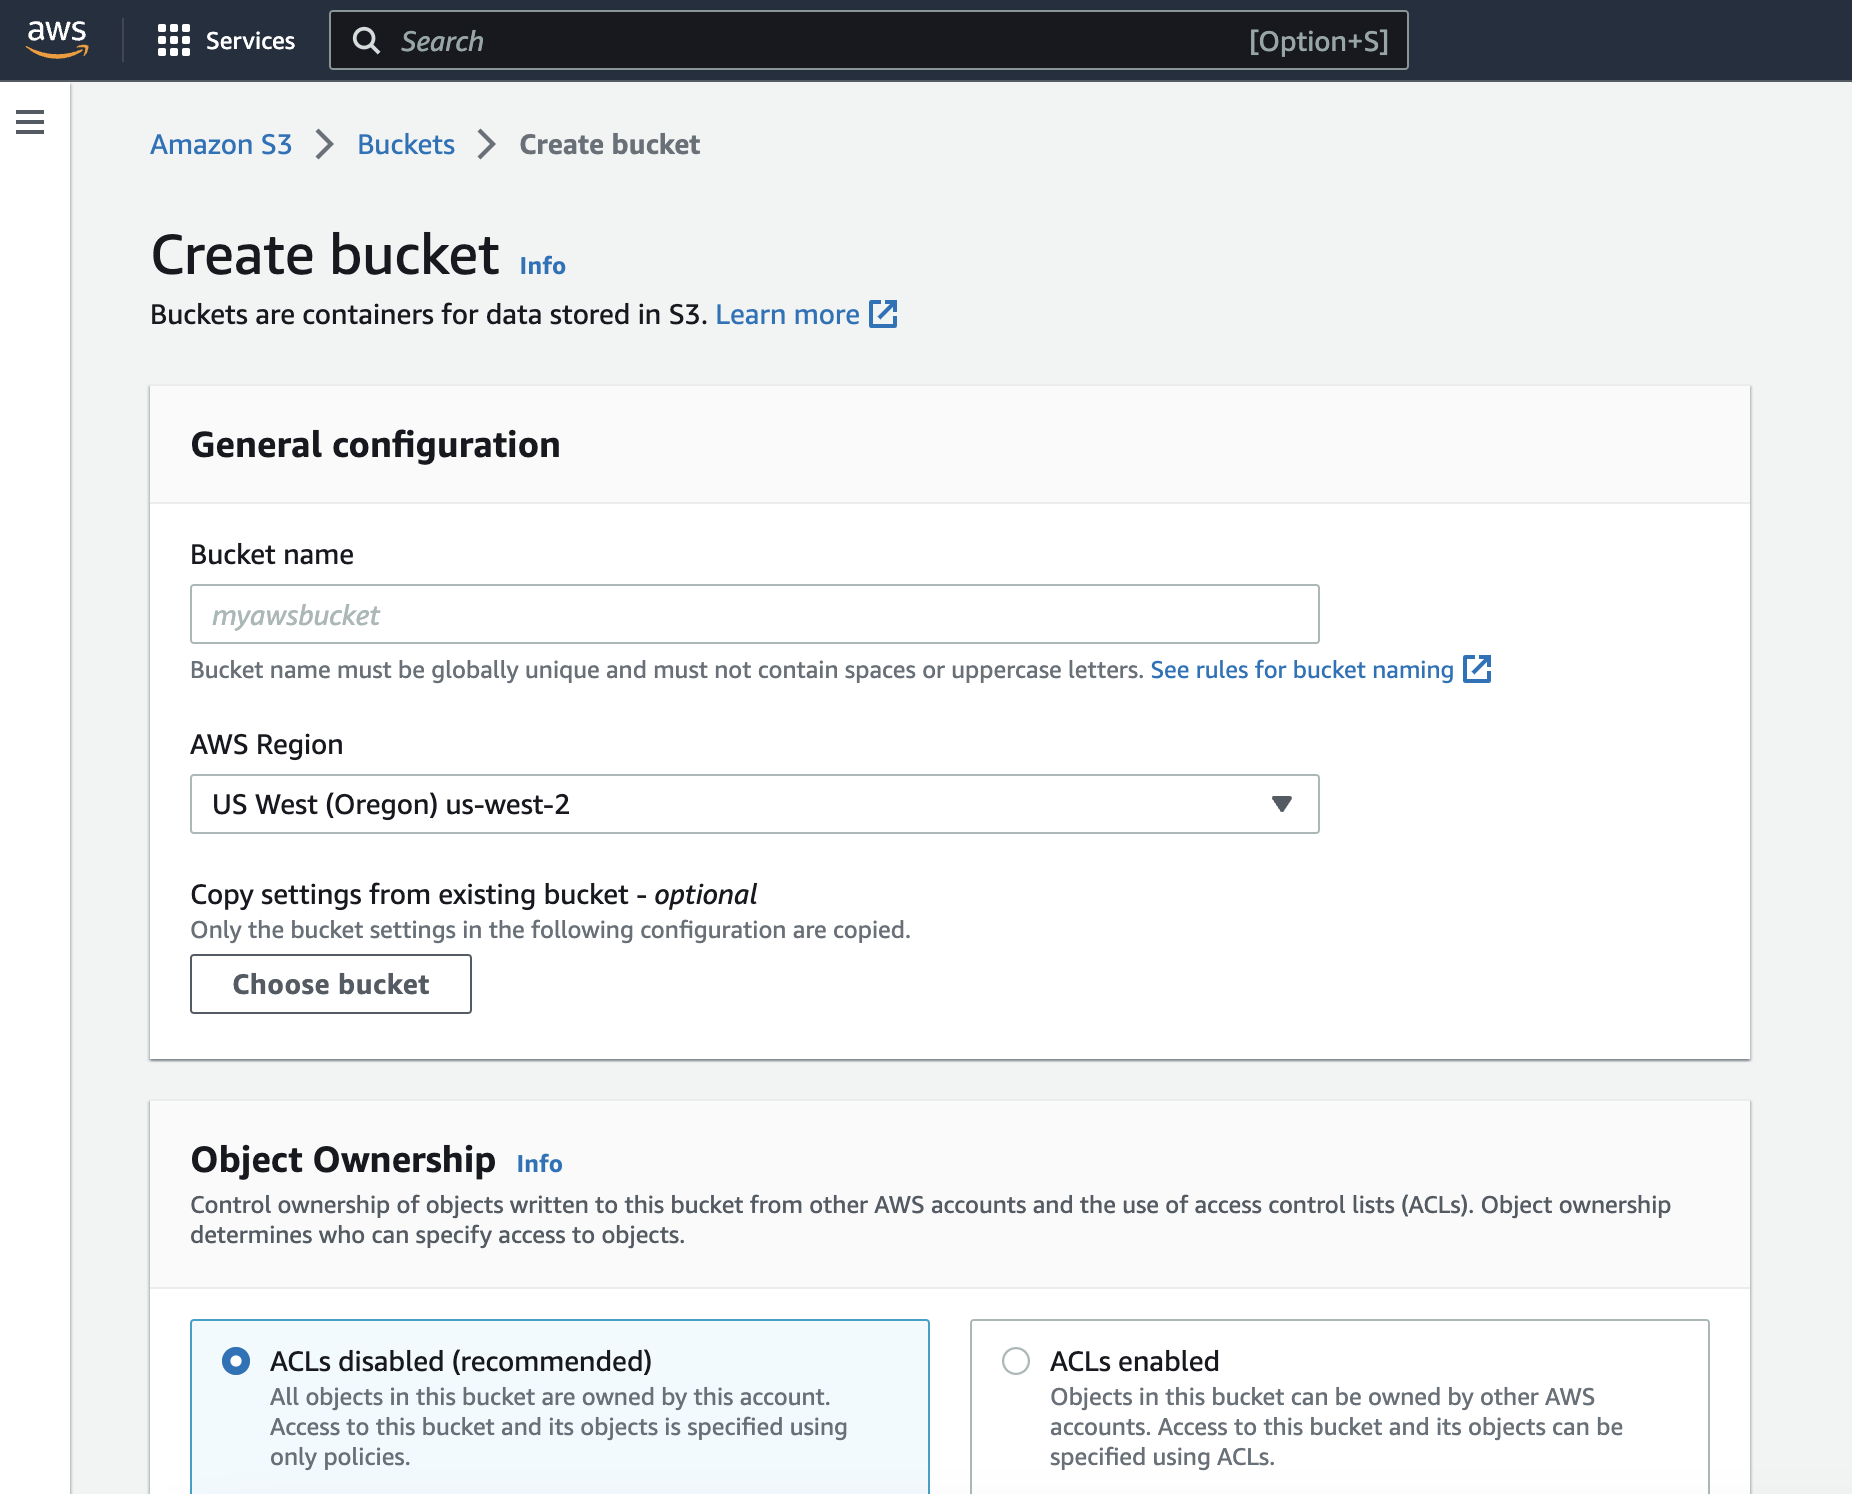 aws
Services
Search
[Option+S]
Amazon S3
Buckets
Create bucket
Create bucket
Info
Buckets are containers for data stored in S3. Learn more
General configuration
Bucket name
myawsbucket
Bucket name must be globally unique and must not contain spaces or uppercase letters. See rules for bucket naming
AWS Region
US West (Oregon) us-west-2
Copy settings from existing bucket - optional
Only the bucket settings in the following configuration are copied.
Choose bucket
Object Ownership
Info
Control ownership of objects written to this bucket from other AWS accounts and the use of access control lists (ACLs). Object ownership
determines who can specify access to objects.
ACLs disabled (recommended)
All objects in this bucket are owned by this account.
Access to this bucket and its objects is specified using
only policies.
ACLs enabled
Objects in this bucket can be owned by other AWS
accounts. Access to this bucket and its objects can be
specified using ACLs.